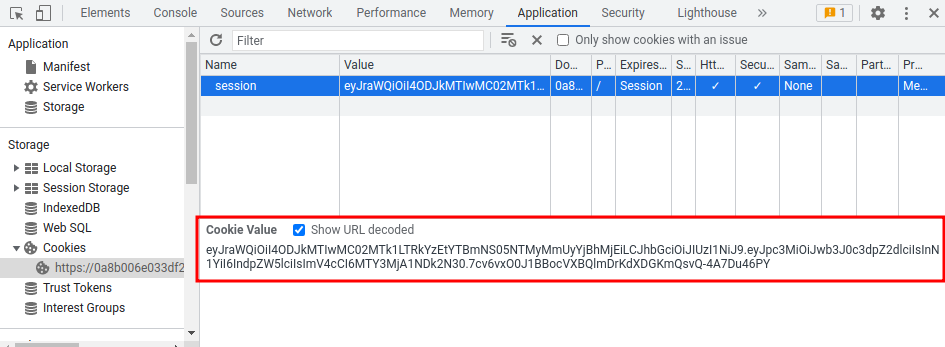 Elements Console Sources Network Performance Memory Application Security Lighthouse » 1
Application
Manifest
Service Workers
Storage
Storage
Local Storage
Session Storage
IndexedDB
Web SQL
Cookies
https://0a8b006e033df2
Trust Tokens
Interest Groups
Filter Only show cookies with an issue
Name Value Do... P... Expires... S... Htt... Secu... Sam... Sa... Part... Pr...
session eyJraWQiOiI4ODJkMTIwMC02MTk1... 0a8... / Session 2... ✓ ✓ None Me...
Cookie Value Show URL decoded
eyJraWQiOiI4ODJkMTIwMC02MTk1LTRkYzEtYTBmNS05NTMyMmUyYjBhMjEiLCJhbGciOiJIUzI1NiJ9.eyJpc3MiOiJwb3J0c3dpZ2dlciIsInN
1YiI6IndpZW5lciIsImV4cCI6MTY3MjA1NDk2N30.7cv6vxO0J1BBocVXBQlmDrKdXDGKmQsvQ-4A7Du46PY